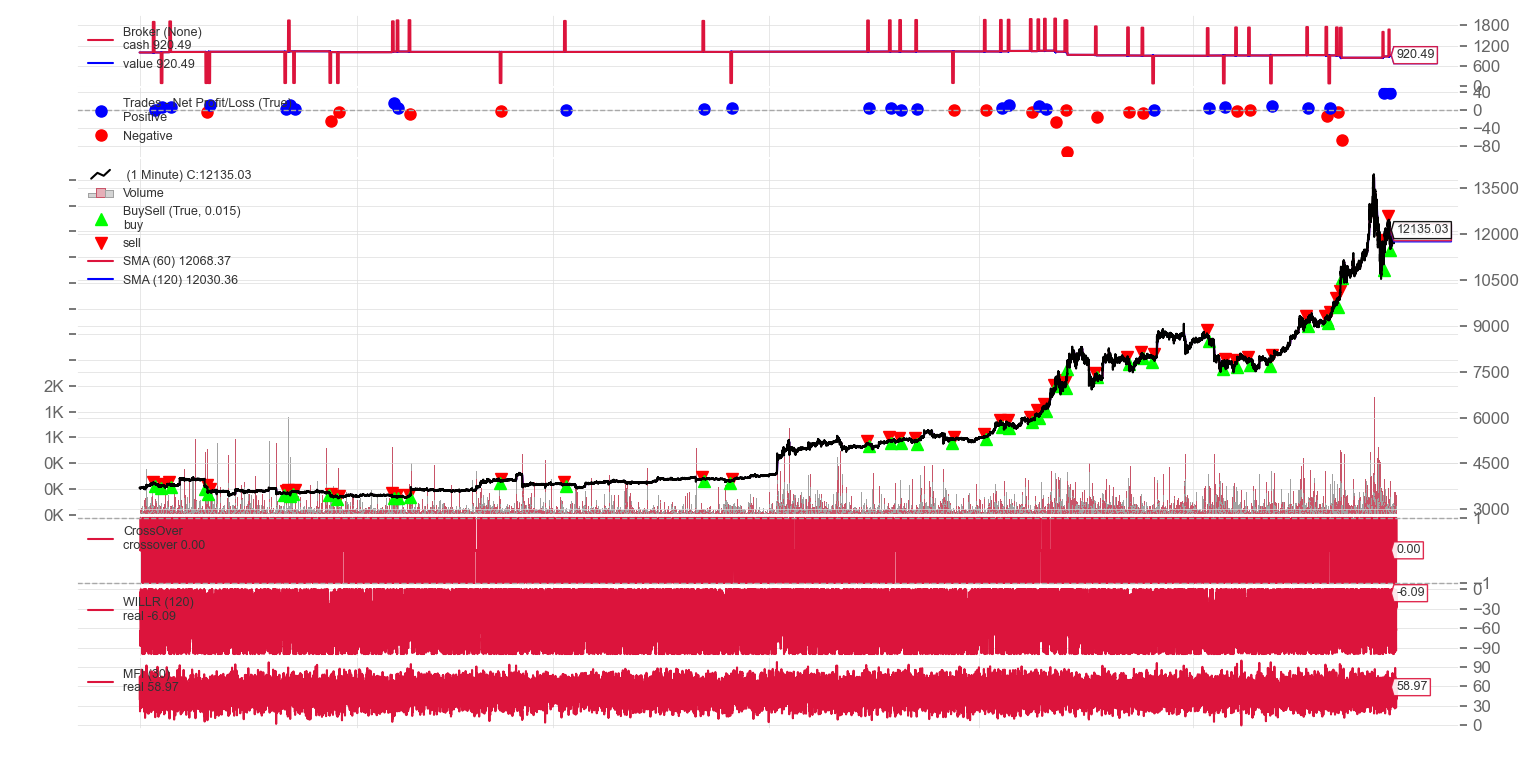 Broker (None)
cash 920.49
value 920.49
1800
1200
600
0
920.49
Trades - Net Profit/Loss (True)
Positive
Negative
40
0
−40
−80
(1 Minute) C:12135.03
Volume
BuySell (True, 0.015)
buy
sell
SMA (60) 12068.37
SMA (120) 12030.36
13500
12000
10500
9000
7500
6000
4500
3000
12135.03
2K
1K
1K
0K
0K
0K
CrossOver
crossover 0.00
1
−1
0.00
WILLR (120)
real -6.09
0
−30
−60
−90
-6.09
real 58.97
90
60
30
0
58.97